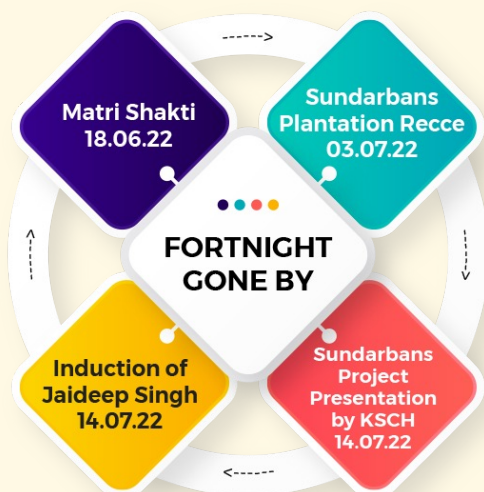 Matri Shakti
18.06.22
Sundarbans
Plantation Recce
03.07.22
FORTNIGHT
GONE BY
Induction of
Jaideep Singh
14.07.22
Sundarbans
Project
Presentation
by KSCH
14.07.22